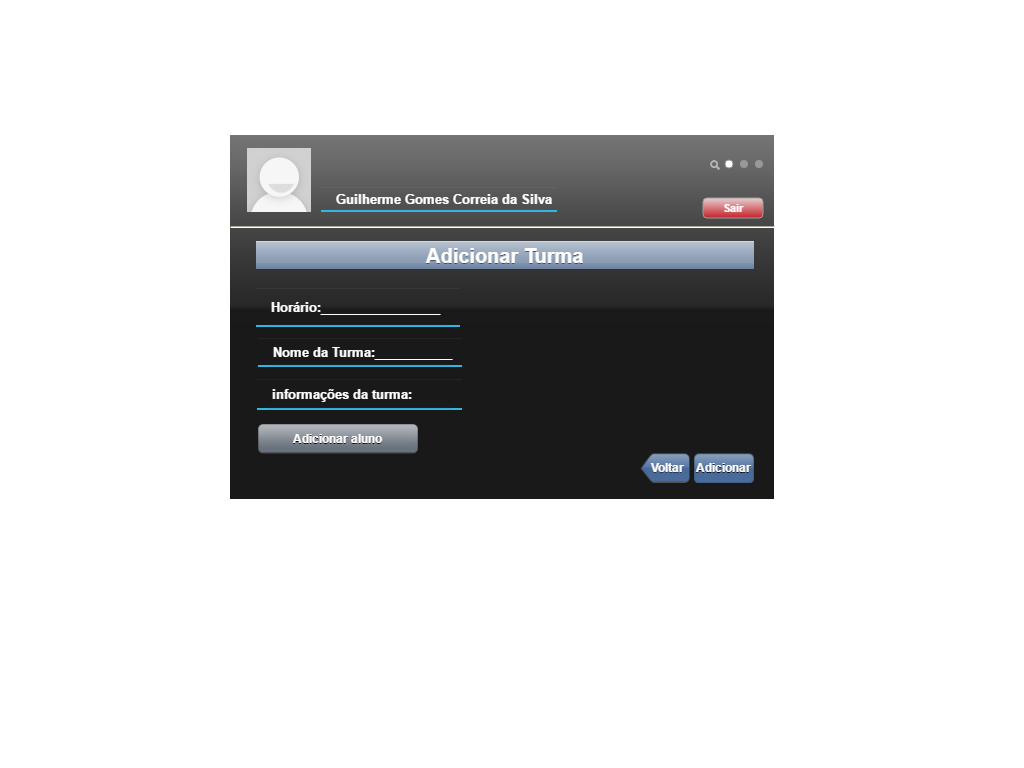 Guilherme Gomes Correia da Silva
Sair
Adicionar Turma
Horário:________________
Nome da Turma:___________
informações da turma:
Adicionar aluno
Voltar
Adicionar